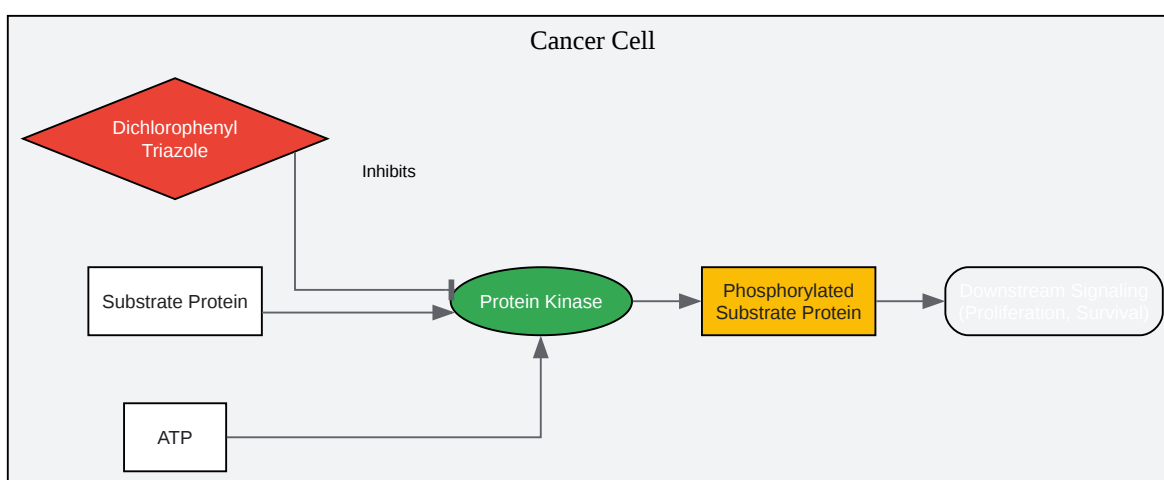 Cancer Cell
Dichlorophenyl
Triazole
Inhibits
Substrate Protein
Protein Kinase
Phosphorylated
Substrate Protein
Downstream Signaling
(Proliferation, Survival)
ATP